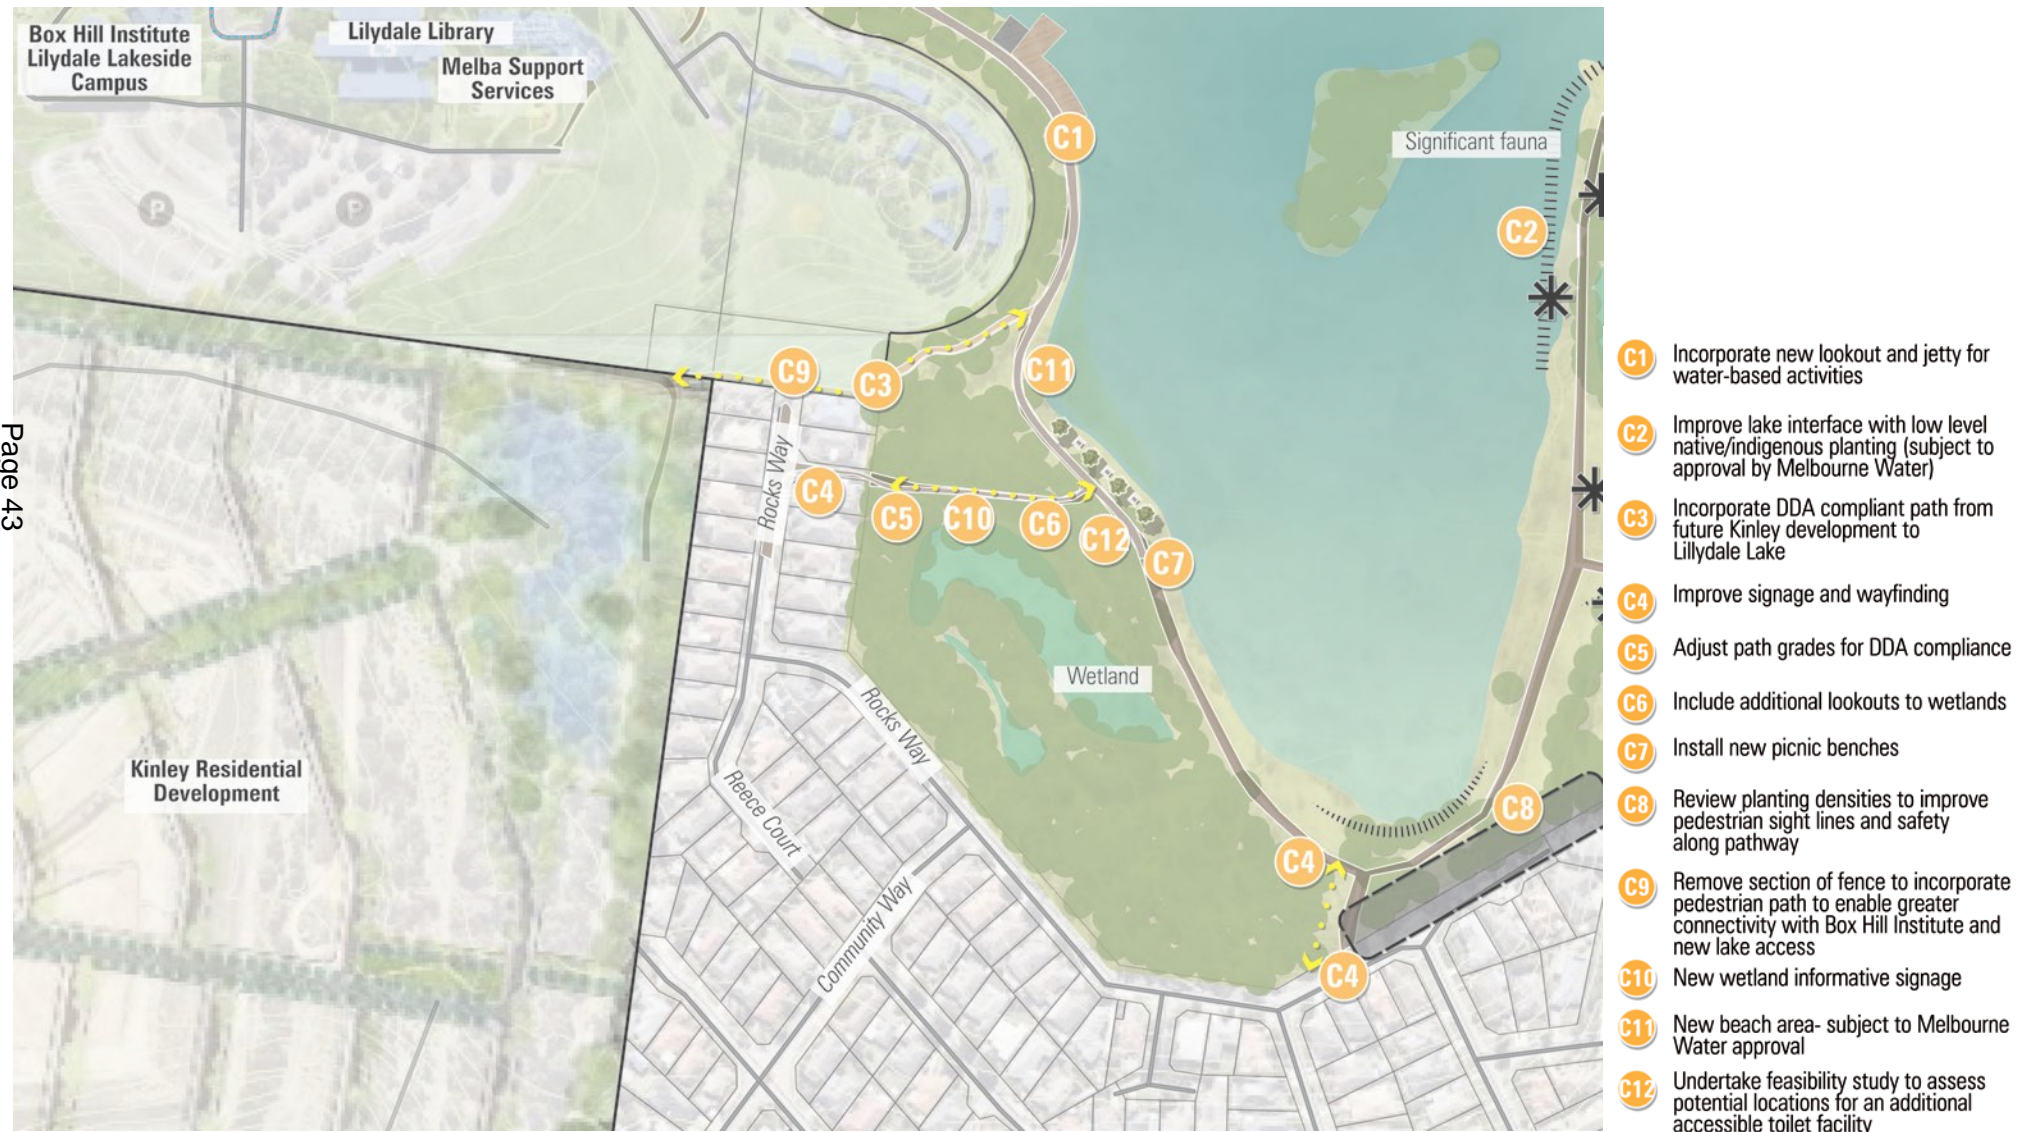 Box Hill Institute
Lilydale Lakeside
Campus
Lilydale Library
Melba Support
Services
P
P
C1
Significant fauna
C2
C9
C3
C11
Rocks Way
C4
C5
C10
C6
C12
C7
Wetland
Rocks Way
Reece Court
Kinley Residential
Development
Community Way
C8
C4
C4
Page 43
C1 Incorporate new lookout and jetty for
water-based activities
C2 Improve lake interface with low level
native/indigenous planting (subject to
approval by Melbourne Water)
C3 Incorporate DDA compliant path from
future Kinley development to
Lillydale Lake
C4 Improve signage and wayfinding
C5 Adjust path grades for DDA compliance
C6 Include additional lookouts to wetlands
C7 Install new picnic benches
C8 Review planting densities to improve
pedestrian sight lines and safety
along pathway
C9 Remove section of fence to incorporate
pedestrian path to enable greater
connectivity with Box Hill Institute and
new lake access
C10 New wetland informative signage
C11 New beach area- subject to Melbourne
Water approval
C12 Undertake feasibility study to assess
potential locations for an additional
accessible toilet facility